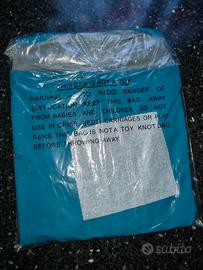 THIS BAG IS NOT A TOY
WARNING: TO AVOID DANGER OF
SUFFOCATION KEEP THIS BAG AWAY
FROM BABIES AND CHILDREN DO NOT
USE IN CRIBS, BEDS, CARRIAGES OR PLAY
PENS. THIS BAG IS NOT A TOY KNOT BAG
BEFORE THROWING AWAY.
subito